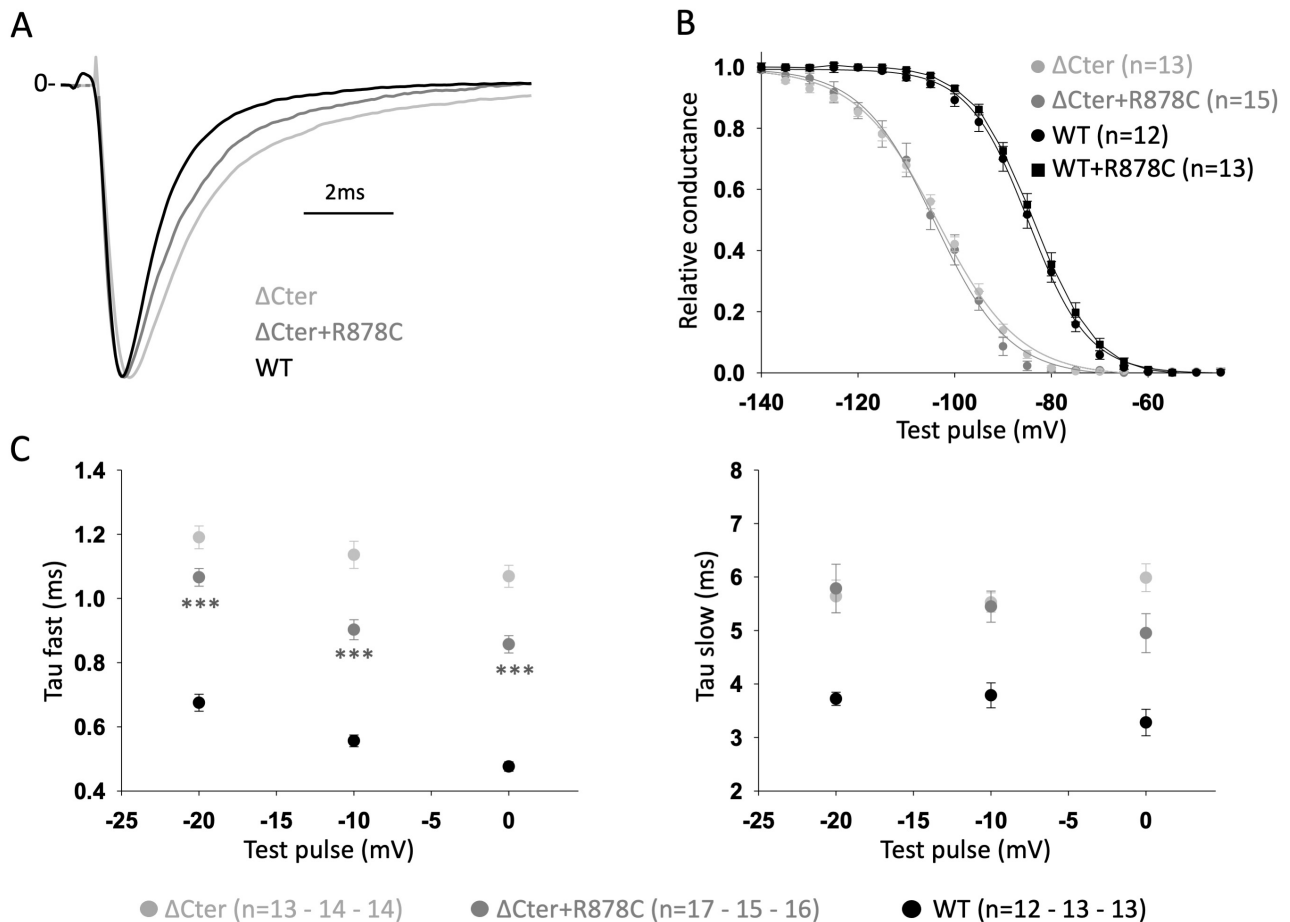 A
0-
2ms
ΔCter
ΔCter+R878C
WT
B
Relative conductance
1.0
0.8
0.6
0.4
0.2
0.0
-140 -120 -100 -80 -60
Test pulse (mV)
ΔCter (n=13)
ΔCter+R878C (n=15)
WT (n=12)
WT+R878C (n=13)
C
Tau fast (ms)
1.4
1.2
1.0
0.8
0.6
0.4
*** *** ***
-25 -20 -15 -10 -5 0
Test pulse (mV)
Tau slow (ms)
8
7
6
5
4
3
2
-25 -20 -15 -10 -5 0
Test pulse (mV)
ΔCter (n=13 - 14 - 14) ΔCter+R878C (n=17 - 15 - 16) WT (n=12 - 13 - 13)